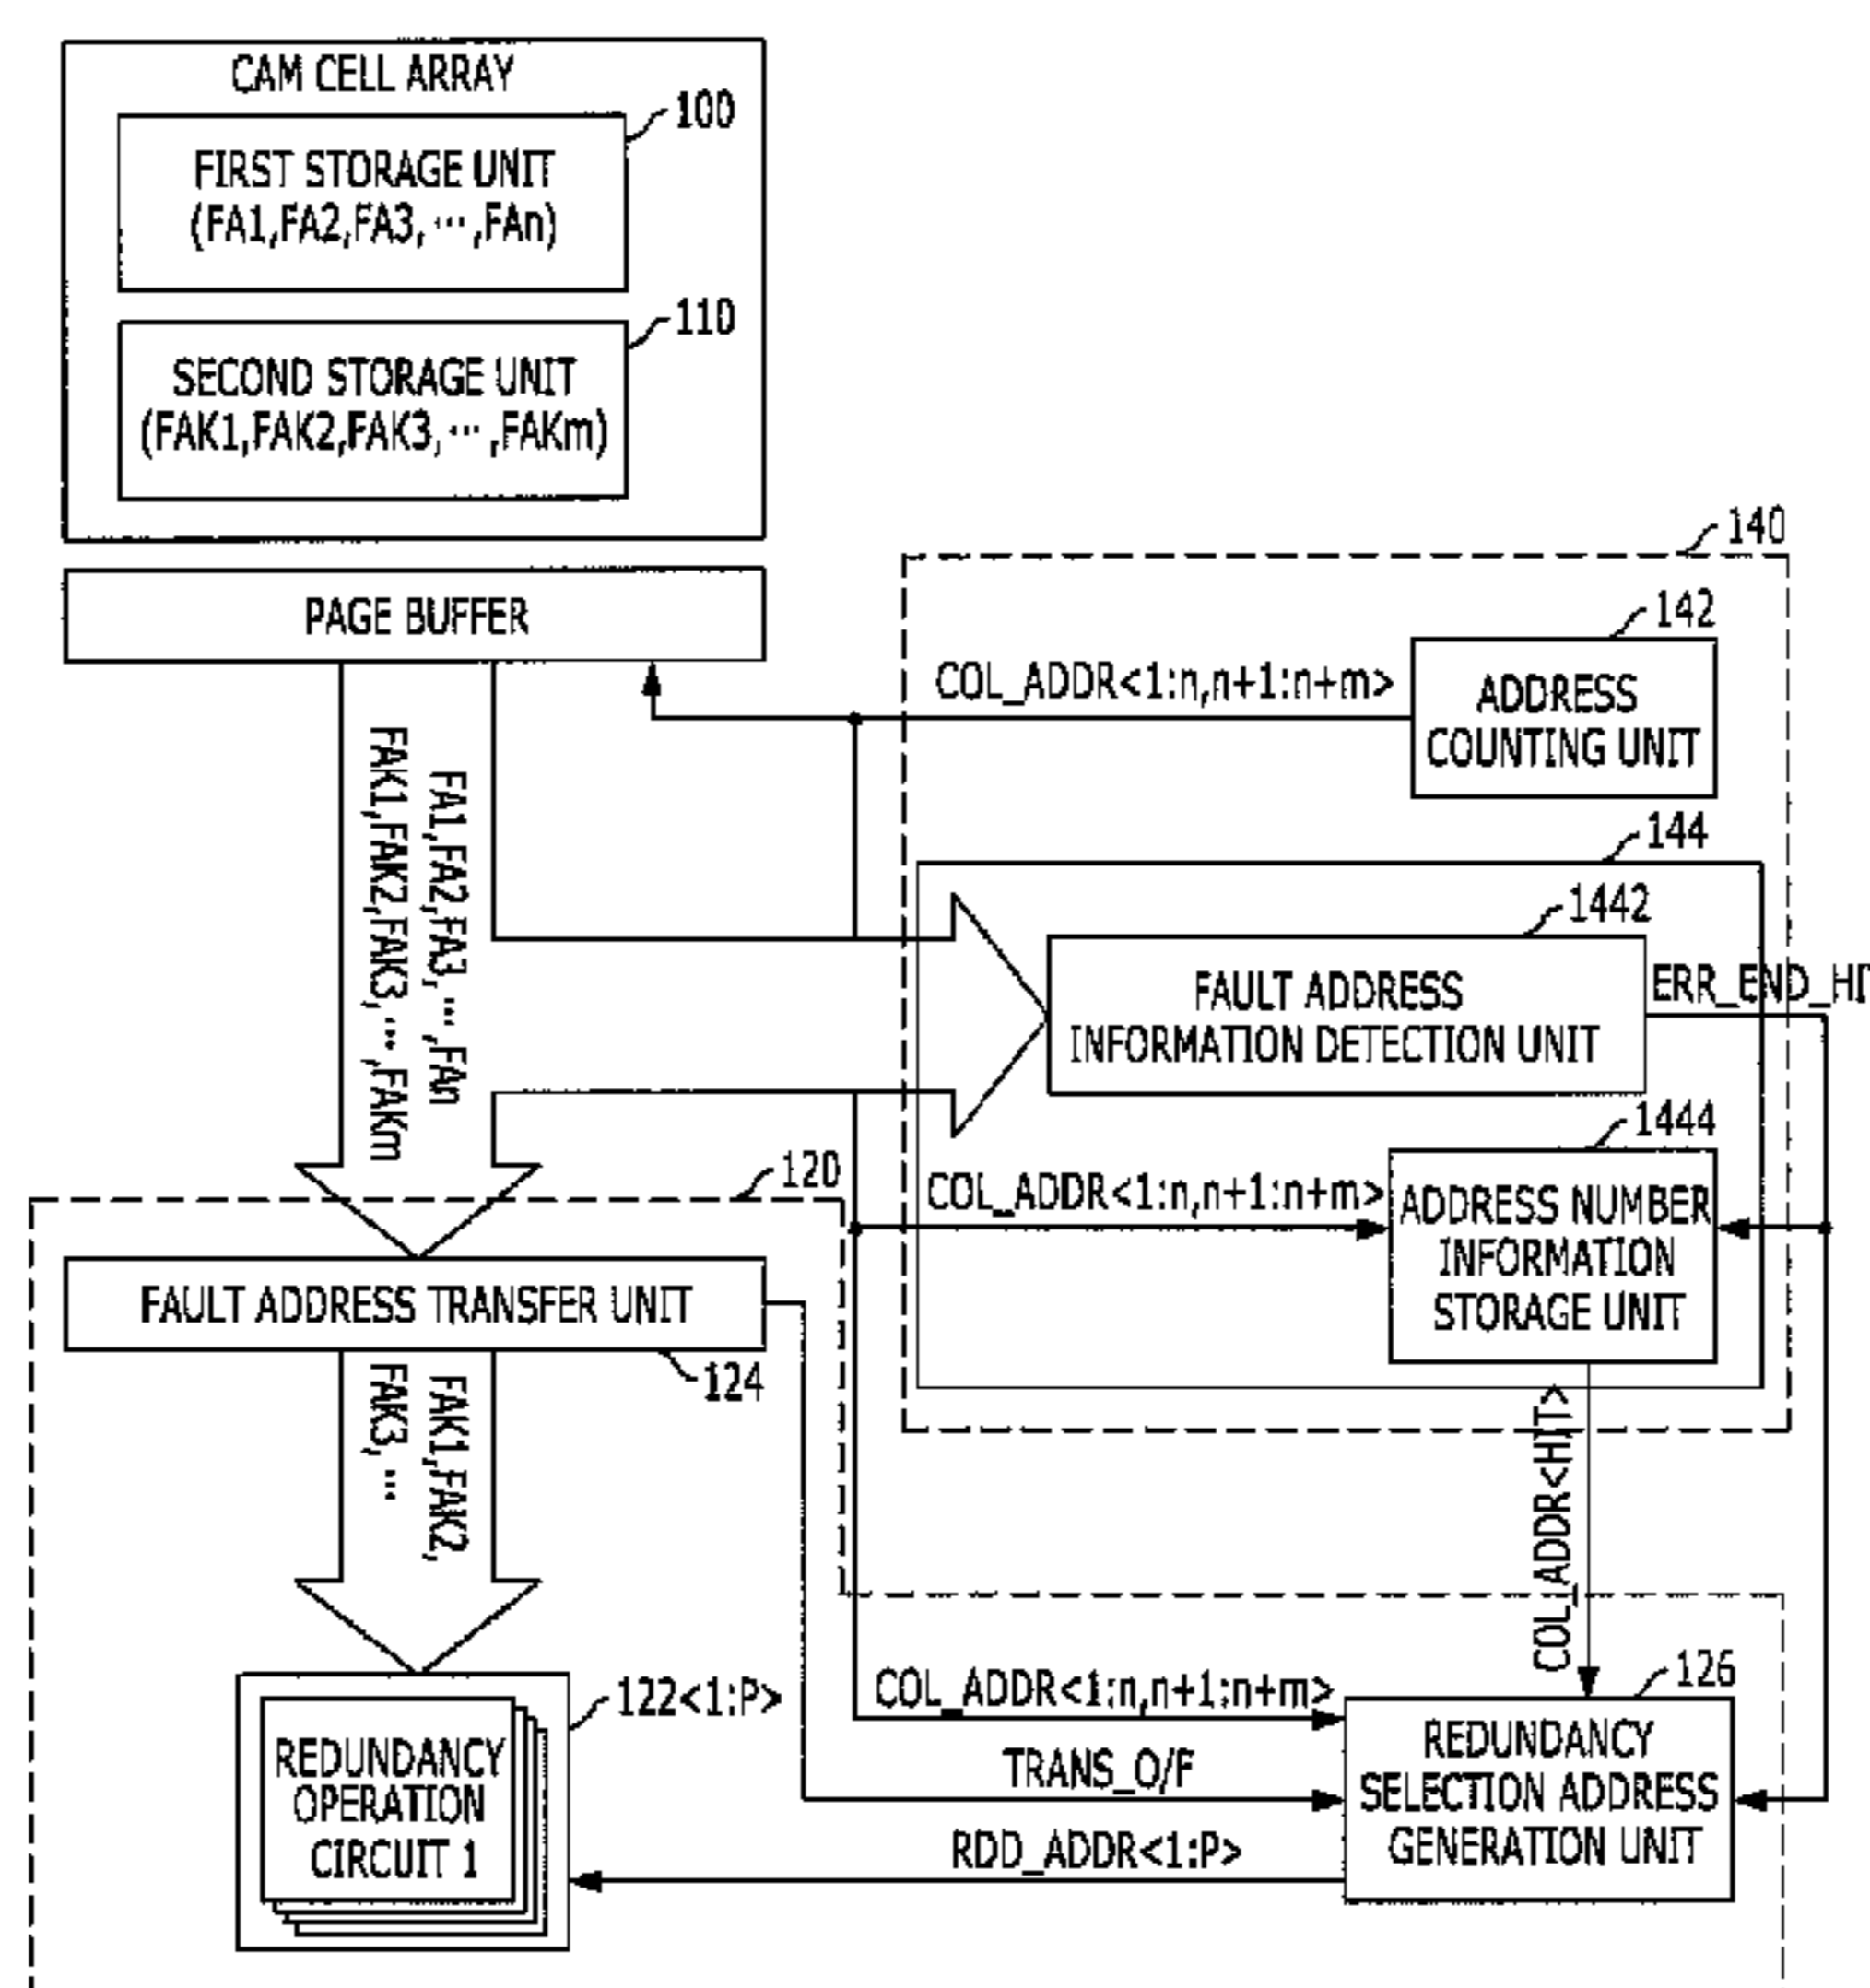 CAM CELL ARRAY
100
FIRST STORAGE UNIT
(FA1,FA2,FA3,···,FAn)
110
SECOND STORAGE UNIT
(FAK1,FAK2,FAK3,···,FAKm)
PAGE BUFFER
140
142
COL_ADDR<1:n,n+1:n+m>
ADDRESS
COUNTING UNIT
FA1,FA2,FA3,···,FAn
FAK1,FAK2,FAK3,···,FAKm
144
1442
FAULT ADDRESS
INFORMATION DETECTION UNIT
ERR_END_HI
1444
COL_ADDR<1:n,n+1:n+m>
ADDRESS NUMBER
INFORMATION
STORAGE UNIT
120
FAULT ADDRESS TRANSFER UNIT
124
FAK1,FAK2,
FAK3,···
COL_ADDR<HIT>
122<1:P>
REDUNDANCY
OPERATION
CIRCUIT 1
126
COL_ADDR<1:n,n+1:n+m>
TRANS_O/F
RDD_ADDR<1:P>
REDUNDANCY
SELECTION ADDRESS
GENERATION UNIT